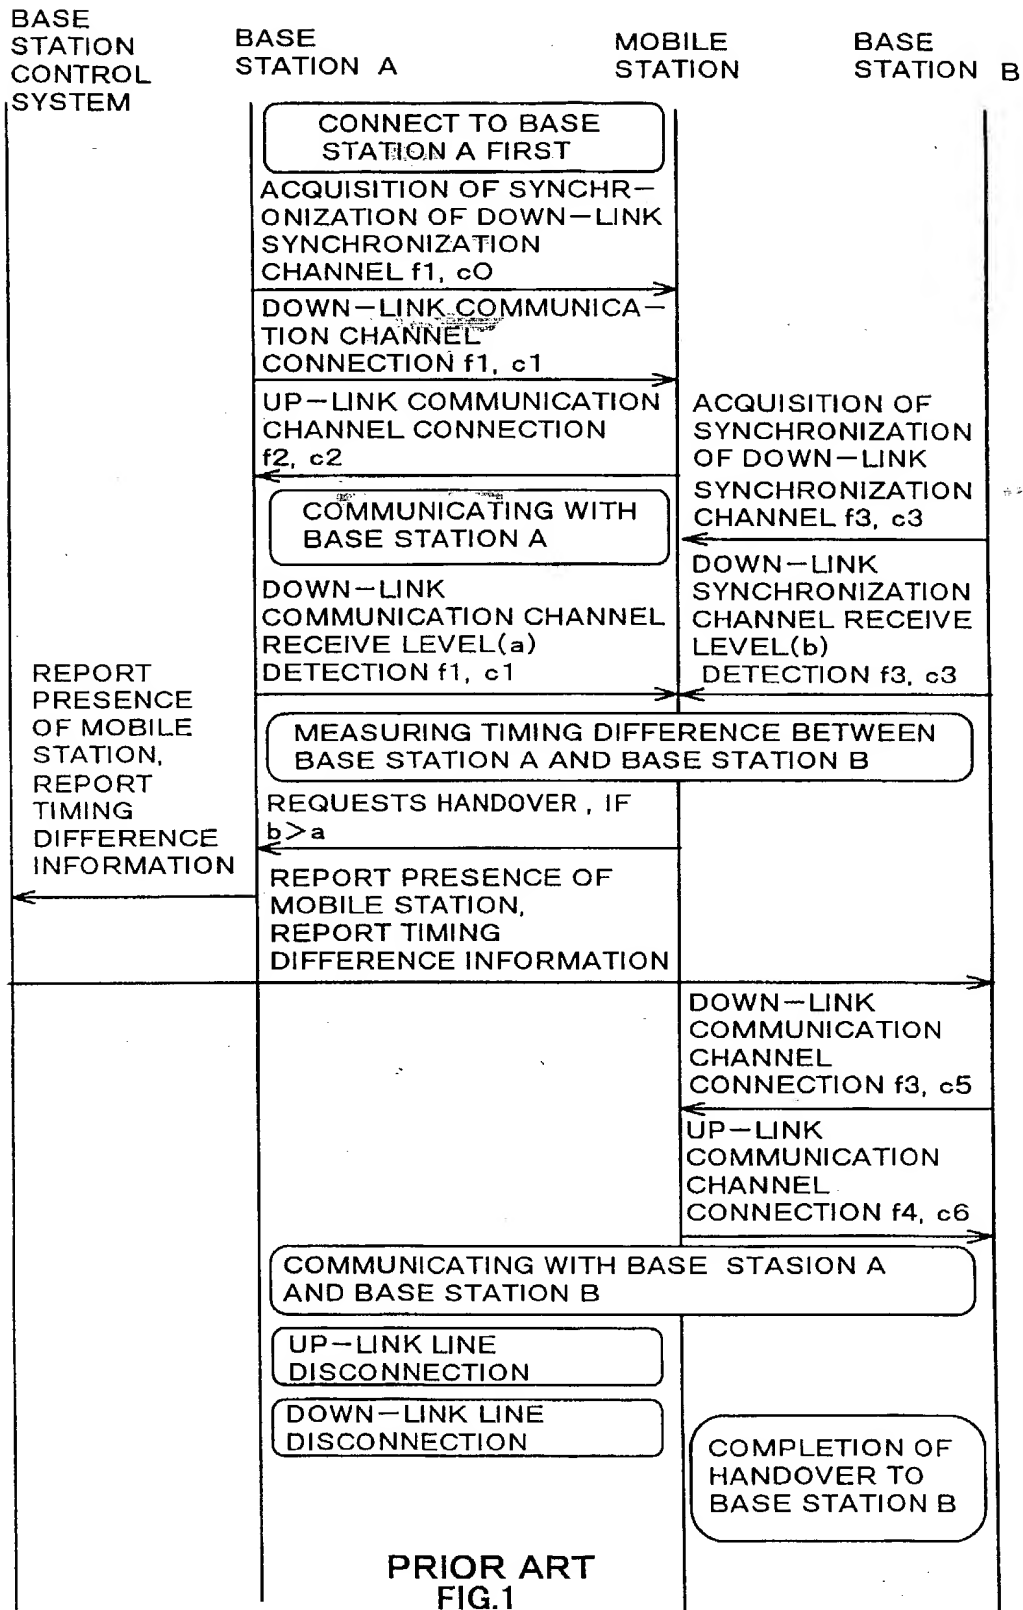 BASE
STATION
CONTROL
SYSTEM
BASE
STATION A
MOBILE
STATION
BASE
STATION B
CONNECT TO BASE
STATION A FIRST
ACQUISITION OF SYNCHR—
ONIZATION OF DOWN—LINK
SYNCHRONIZATION
CHANNEL f1, c0
DOWN—LINK COMMUNICA—
TION CHANNEL
CONNECTION f1, c1
UP—LINK COMMUNICATION
CHANNEL CONNECTION
f2, c2
ACQUISITION OF
SYNCHRONIZATION
OF DOWN—LINK
SYNCHRONIZATION
CHANNEL f3, c3
COMMUNICATING WITH
BASE STATION A
DOWN—LINK
COMMUNICATION CHANNEL
RECEIVE LEVEL(a)
DETECTION f1, c1
DOWN—LINK
SYNCHRONIZATION
CHANNEL RECEIVE
LEVEL(b)
DETECTION f3, c3
REPORT
PRESENCE
OF MOBILE
STATION,
REPORT
TIMING
DIFFERENCE
INFORMATION
MEASURING TIMING DIFFERENCE BETWEEN
BASE STATION A AND BASE STATION B
REQUESTS HANDOVER , IF
b>a
REPORT PRESENCE OF
MOBILE STATION,
REPORT TIMING
DIFFERENCE INFORMATION
DOWN—LINK
COMMUNICATION
CHANNEL
CONNECTION f3, c5
UP—LINK
COMMUNICATION
CHANNEL
CONNECTION f4, c6
COMMUNICATING WITH BASE STASION A
AND BASE STATION B
UP—LINK LINE
DISCONNECTION
DOWN—LINK LINE
DISCONNECTION
COMPLETION OF
HANDOVER TO
BASE STATION B
PRIOR ART
FIG.1